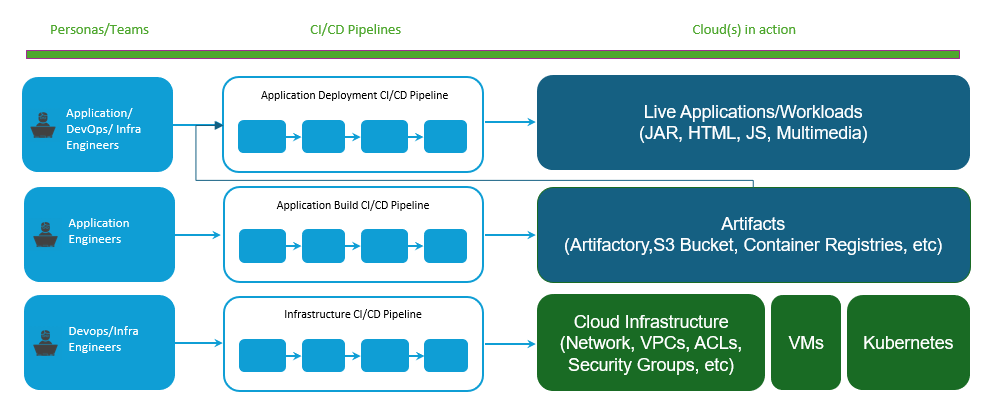 Personas/Teams
CI/CD Pipelines
Cloud(s) in action
Application/
DevOps/ Infra
Engineers
Application Deployment CI/CD Pipeline
Live Applications/Workloads
(JAR, HTML, JS, Multimedia)
Application
Engineers
Application Build CI/CD Pipeline
Artifacts
(Artifactory,S3 Bucket, Container Registries, etc)
Devops/Infra
Engineers
Infrastructure CI/CD Pipeline
Cloud Infrastructure
(Network, VPCs, ACLs,
Security Groups, etc)
VMs
Kubernetes